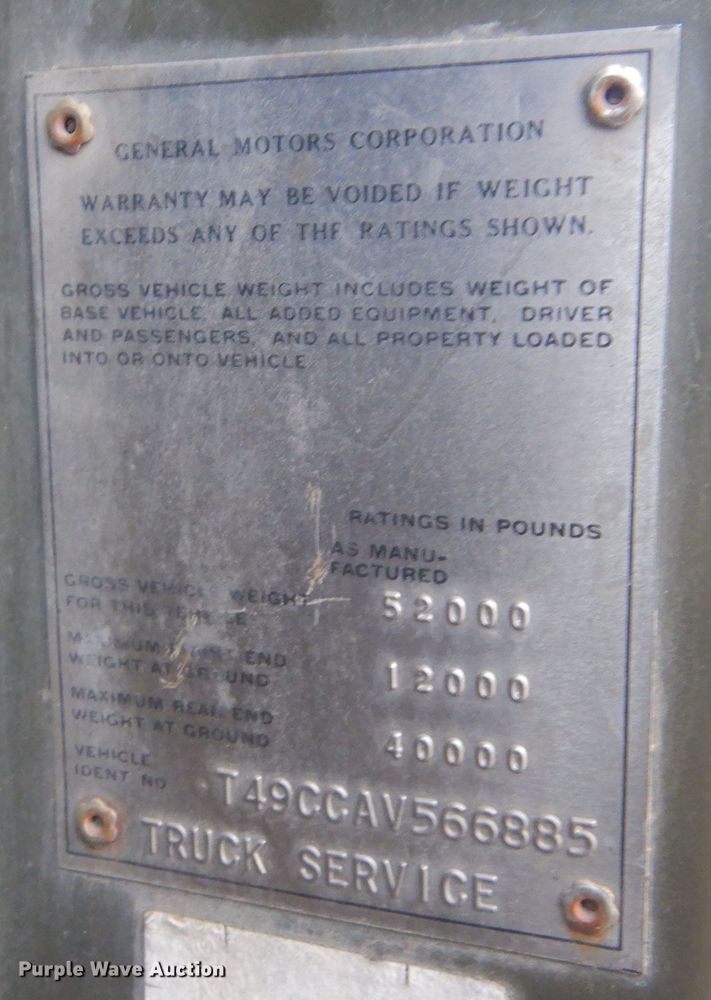 GENERAL MOTORS CORPORATION
WARRANTY MAY BE VOIDED IF WEIGHT
EXCEEDS ANY OF THE RATINGS SHOWN.
GROSS VEHICLE WEIGHT INCLUDES WEIGHT OF
BASE VEHICLE, ALL ADDED EQUIPMENT, DRIVER
AND PASSENGERS, AND ALL PROPERTY LOADED
INTO OR ONTO VEHICLE
RATINGS IN POUNDS
AS MANU-
FACTURED
GROSS VEHICLE WEIGHT
FOR THIS VEHICLE
52000
MAXIMUM FRONT END
WEIGHT AT GROUND
12000
MAXIMUM REAR END
WEIGHT AT GROUND
40000
VEHICLE
IDENT NO
T49CCAV566885
TRUCK SERVICE
Purple Wave Auction